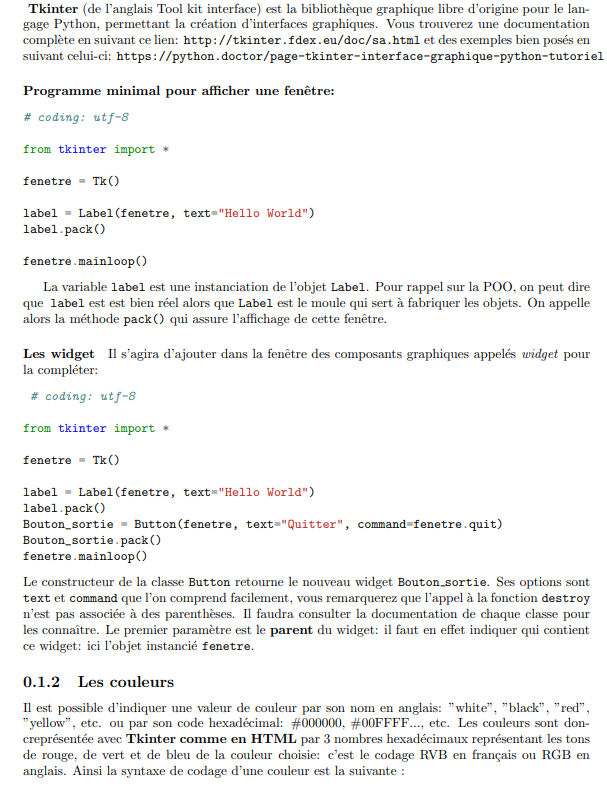 Tkinter (de l'anglais Tool kit interface) est la bibliothèque graphique libre d'origine pour le lan-
gage Python, permettant la création d'interfaces graphiques. Vous trouverez une documentation
complète en suivant ce lien: http://tkinter.fdex.eu/doc/sa.html et des exemples bien posés en
suivant celui-ci: https://python.doctor/page-tkinter-interface-graphique-python-tutoriel
Programme minimal pour afficher une fenêtre:
# coding: utf-8
from tkinter import *
fenetre = Tk()
label = Label(fenetre, text="Hello World")
label.pack()
fenetre.mainloop()
La variable label est une instanciation de l'objet Label. Pour rappel sur la POO, on peut dire
que label est est bien réel alors que Label est le moule qui sert à fabriquer les objets. On appelle
alors la méthode pack() qui assure l'affichage de cette fenêtre.
Les widget Il s'agira d'ajouter dans la fenêtre des composants graphiques appelés widget pour
la compléter:
# coding: utf-8
from tkinter import *
fenetre = Tk()
label = Label(fenetre, text="Hello World")
label.pack()
Bouton_sortie = Button(fenetre, text="Quitter", command=fenetre.quit)
Bouton_sortie.pack()
fenetre.mainloop()
Le constructeur de la classe Button retourne le nouveau widget Bouton_sortie. Ses options sont
text et command que l'on comprend facilement, vous remarquerez que l'appel à la fonction destroy
n'est pas associée à des parenthèses. Il faudra consulter la documentation de chaque classe pour
les connaître. Le premier paramètre est le parent du widget: il faut en effet indiquer qui contient
ce widget: ici l'objet instancié fenetre.
0.1.2 Les couleurs
Il est possible d'indiquer une valeur de couleur par son nom en anglais: "white", "black", "red",
"yellow", etc. ou par son code hexadécimal: #000000, #00FFFF..., etc. Les couleurs sont don-
creprésentée avec Tkinter comme en HTML par 3 nombres hexadécimaux représentant les tons
de rouge, de vert et de bleu de la couleur choisie: c'est le codage RVB en français ou RGB en
anglais. Ainsi la syntaxe de codage d'une couleur est la suivante :